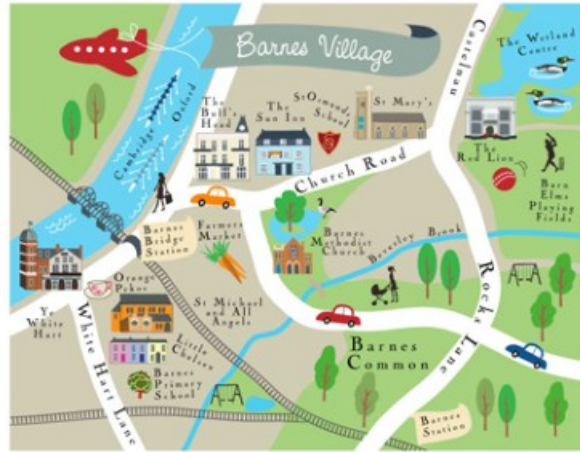 Barnes Village
Castelnau
The Wetland
Centre
Cambridge
Oxford
The
Bull's
Head
The
Sun Inn
St Osmonds
School
St Mary's
The
Red Lion
Barn
Elms
Playing
Fields
Church Road
Barnes
Bridge
Station
Farmers
Market
Barnes
Methodist
Church
Beverley Brook
Orange
Pekoe
Ye
White
Hart
White Hart Lane
St Michael
and All
Angels
Little
Chelsea
Barnes
Primary
School
Barnes
Common
Rocks Lane
Barnes
Station